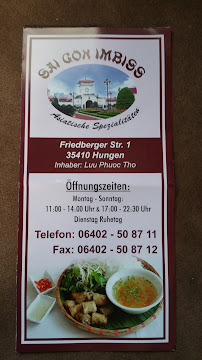 SAI GON IMBISS
Asiatische Spezialitäten
Friedberger Str. 1
35410 Hungen
Inhaber: Luu Phuoc Tho
Öffnungszeiten:
Montag - Sonntag:
11:00 - 14.00 Uhr & 17:00 - 22:30 Uhr
Dienstag Ruhetag
Telefon: 06402 - 50 87 11
Fax: 06402 - 50 87 12